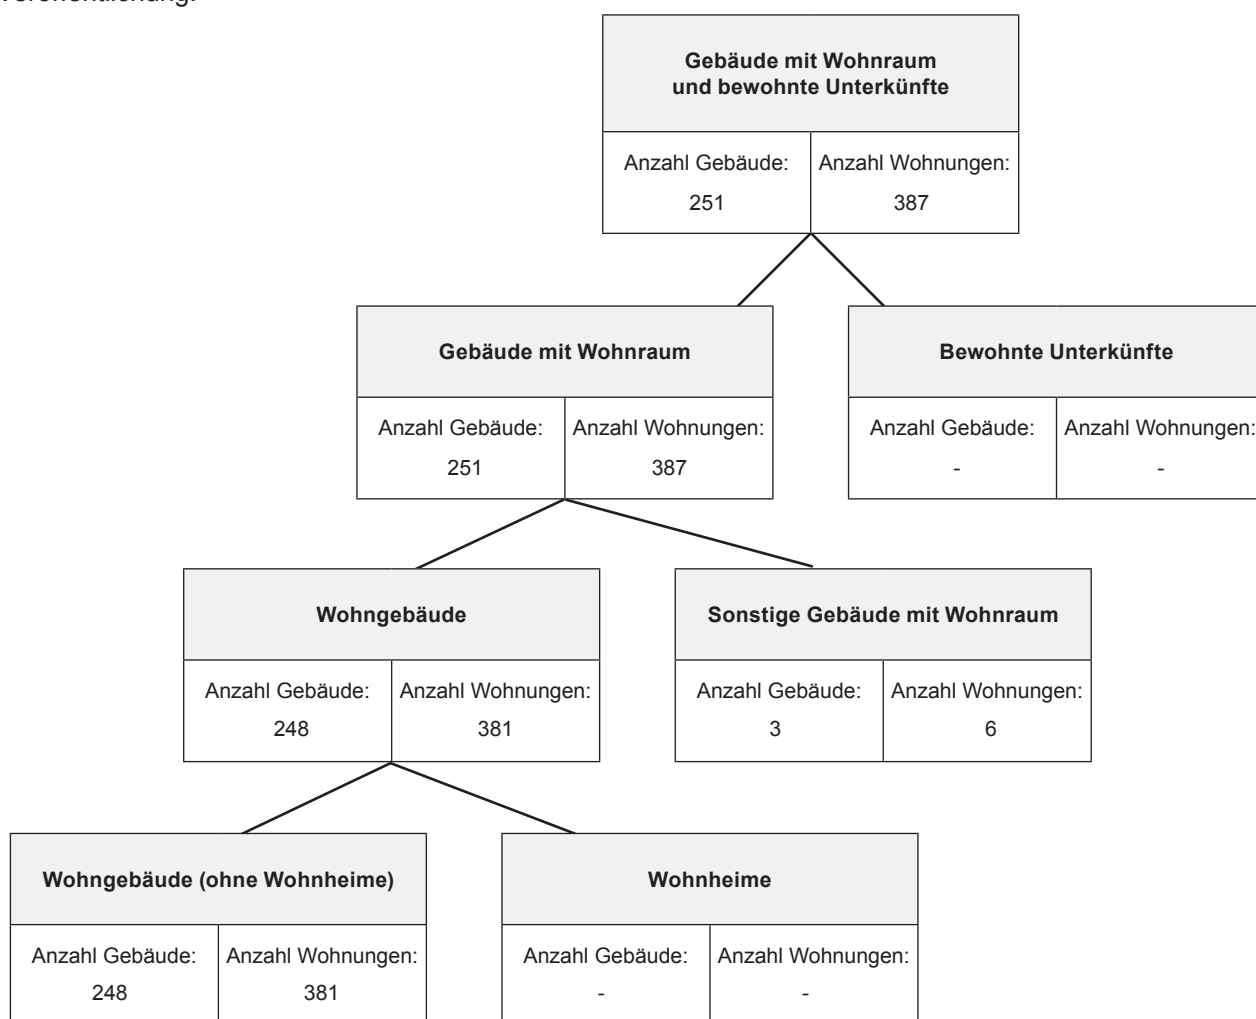 Gebäude mit Wohnraum
und bewohnte Unterkünfte
Anzahl Gebäude: Anzahl Wohnungen:
251 387
Gebäude mit Wohnraum
Bewohnte Unterkünfte
Anzahl Gebäude: Anzahl Wohnungen:
251 387
Anzahl Gebäude: Anzahl Wohnungen:
- -
Wohngebäude
Sonstige Gebäude mit Wohnraum
Anzahl Gebäude: Anzahl Wohnungen:
248 381
Anzahl Gebäude: Anzahl Wohnungen:
3 6
Wohngebäude (ohne Wohnheime)
Wohnheime
Anzahl Gebäude: Anzahl Wohnungen:
248 381
Anzahl Gebäude: Anzahl Wohnungen:
- -